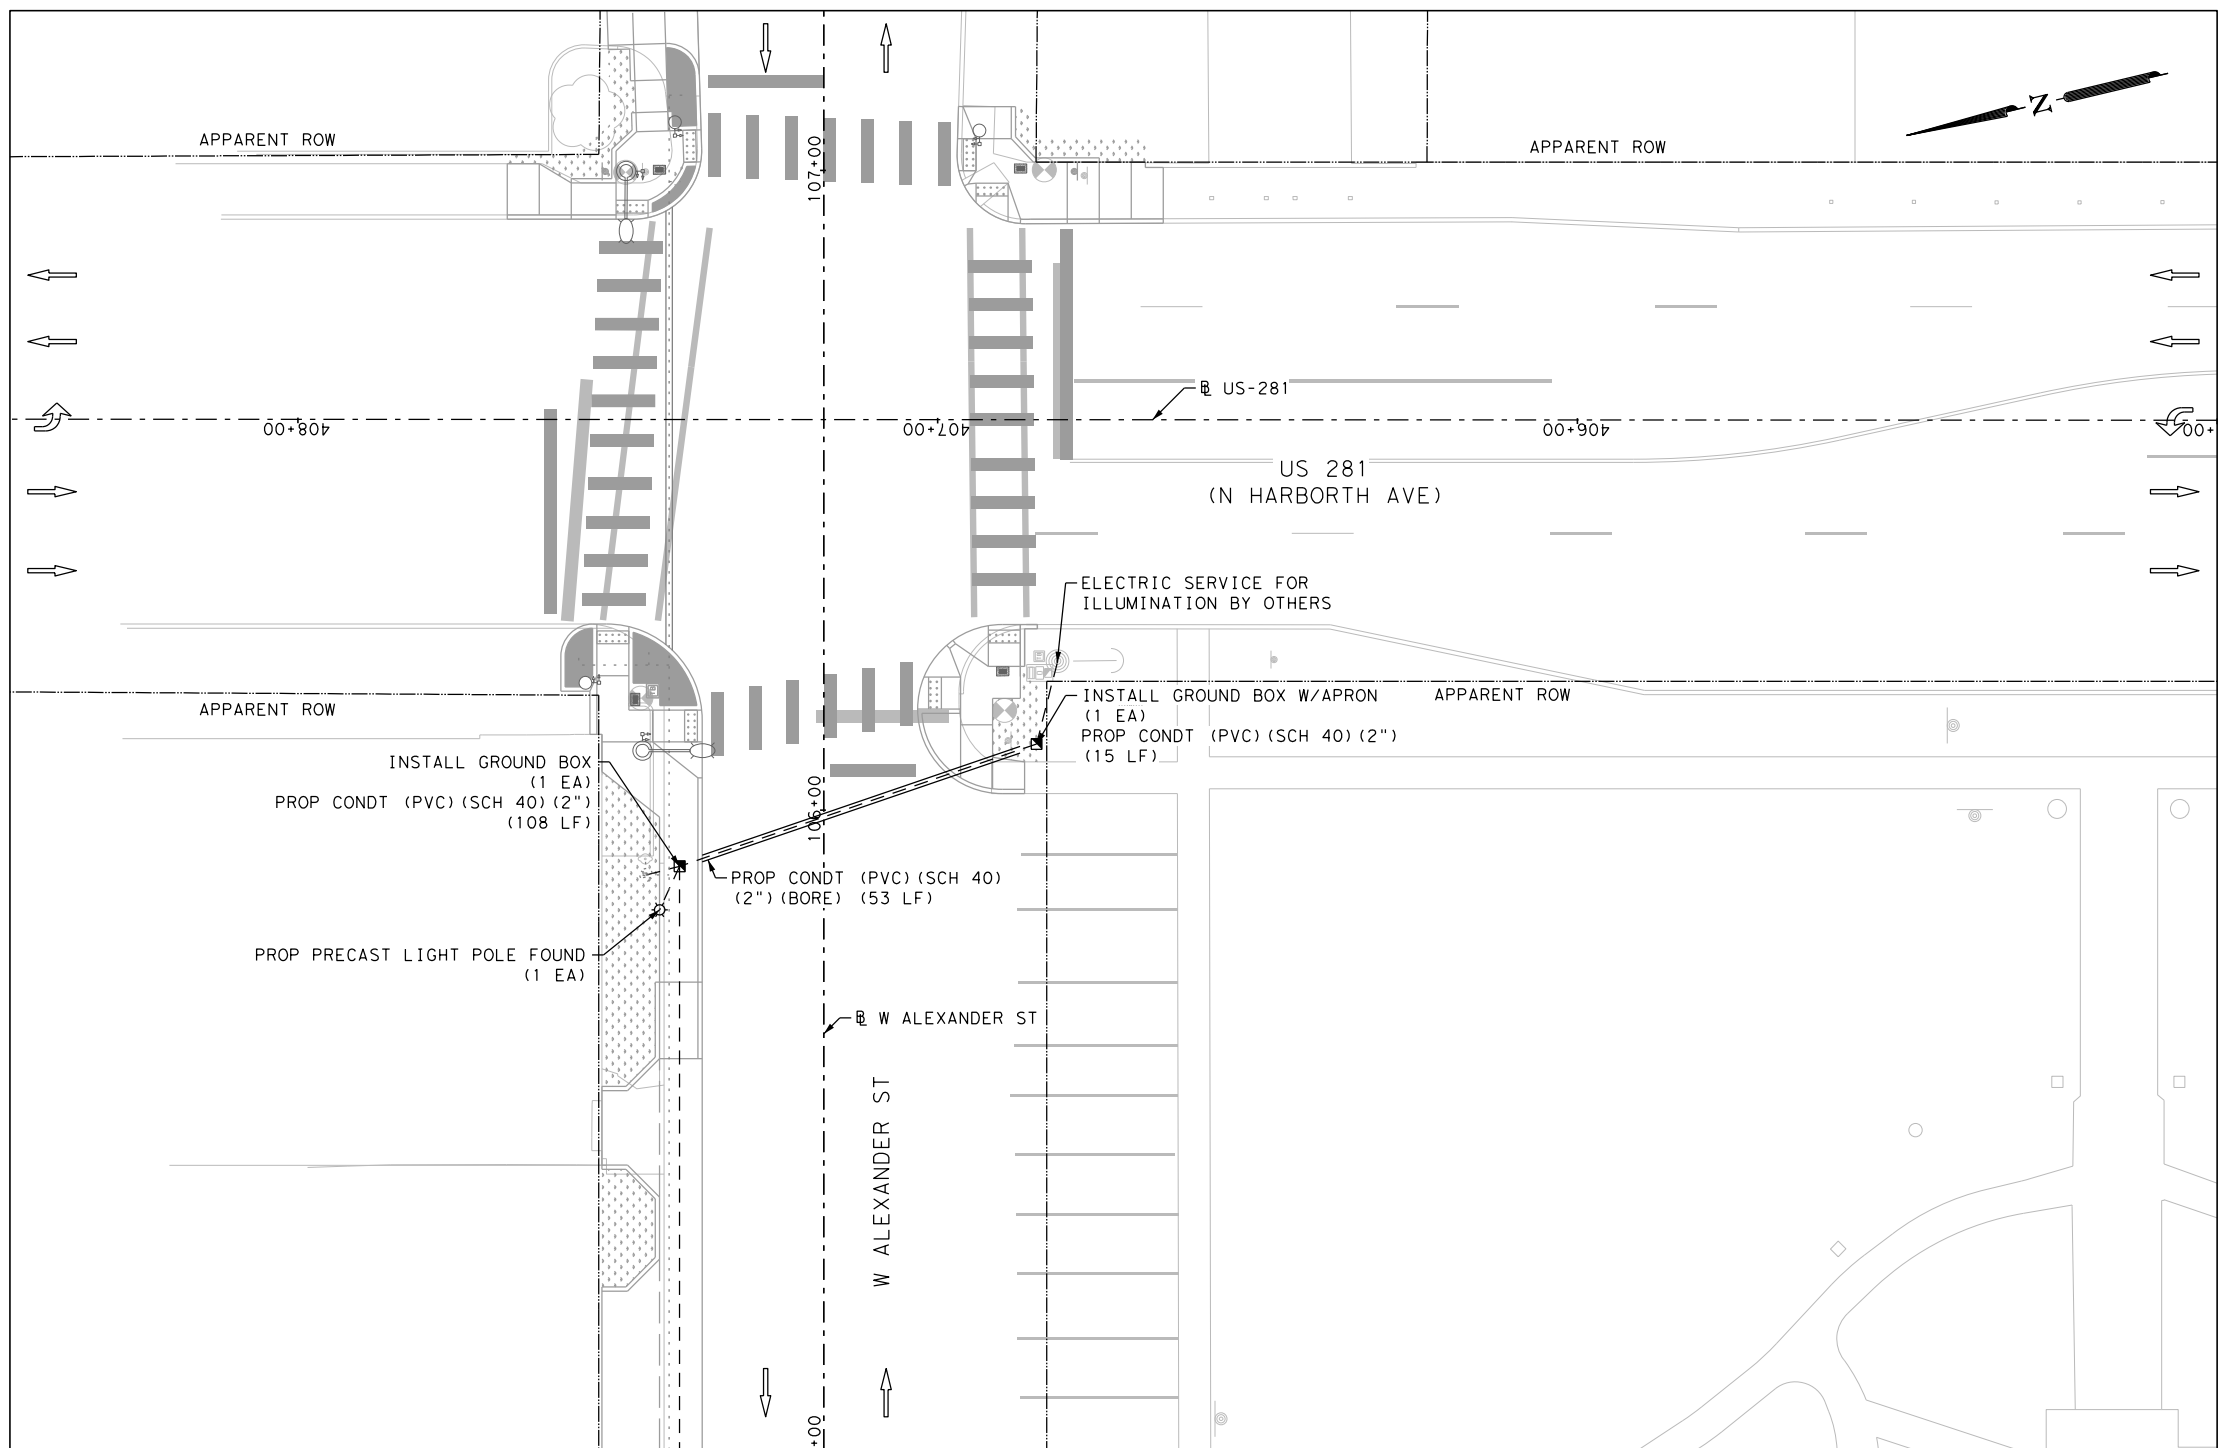 N
APPARENT ROW
APPARENT ROW
107+00
℄ US-281
408+00
407+00
406+00
00+
US 281
(N HARBORTH AVE)
ELECTRIC SERVICE FOR
ILLUMINATION BY OTHERS
APPARENT ROW
INSTALL GROUND BOX W/APRON
(1 EA)
PROP CONDT (PVC)(SCH 40)(2")
(15 LF)
APPARENT ROW
INSTALL GROUND BOX
(1 EA)
PROP CONDT (PVC)(SCH 40)(2")
(108 LF)
106+00
PROP CONDT (PVC)(SCH 40)
(2")(BORE) (53 LF)
PROP PRECAST LIGHT POLE FOUND
(1 EA)
℄ W ALEXANDER ST
W ALEXANDER ST
+00